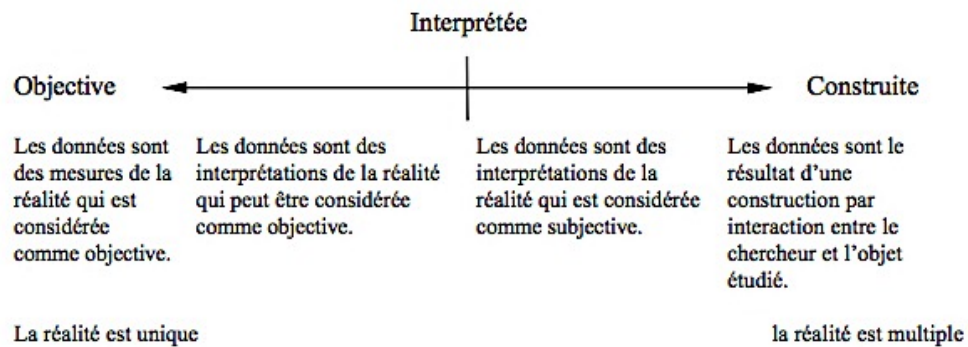 Interprétée
Objective
Construite
Les données sont
des mesures de la
réalité qui est
considérée
comme objective.
Les données sont des
interprétations de la réalité
qui peut être considérée
comme objective.
Les données sont des
interprétations de la
réalité qui est considérée
comme subjective.
Les données sont le
résultat d’une
construction par
interaction entre le
chercheur et l’objet
étudié.
La réalité est unique
la réalité est multiple